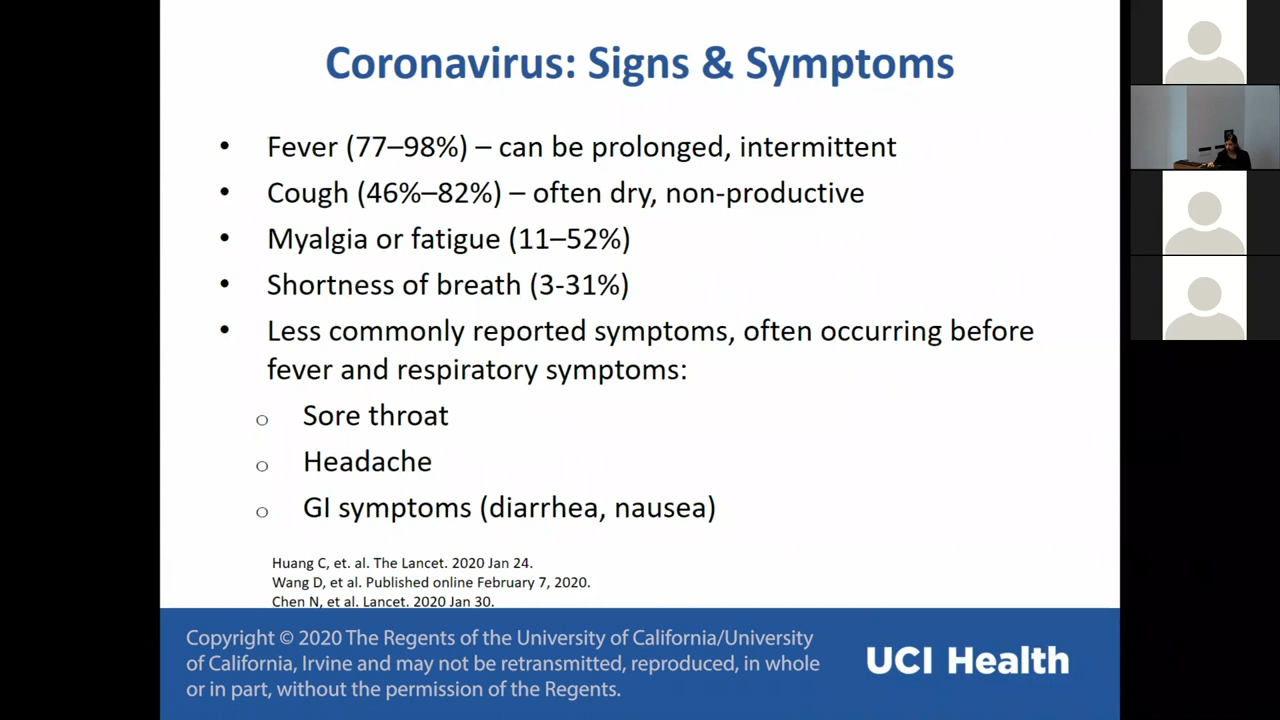 Coronavirus: Signs & Symptoms
• Fever (77–98%) – can be prolonged, intermittent
• Cough (46%–82%) – often dry, non-productive
• Myalgia or fatigue (11–52%)
• Shortness of breath (3-31%)
• Less commonly reported symptoms, often occurring before
fever and respiratory symptoms:
o Sore throat
o Headache
o GI symptoms (diarrhea, nausea)
Huang C, et. al. The Lancet. 2020 Jan 24.
Wang D, et al. Published online February 7, 2020.
Chen N, et al. Lancet. 2020 Jan 30.
Copyright © 2020 The Regents of the University of California/University
of California, Irvine and may not be retransmitted, reproduced, in whole
or in part, without the permission of the Regents.
UCI Health